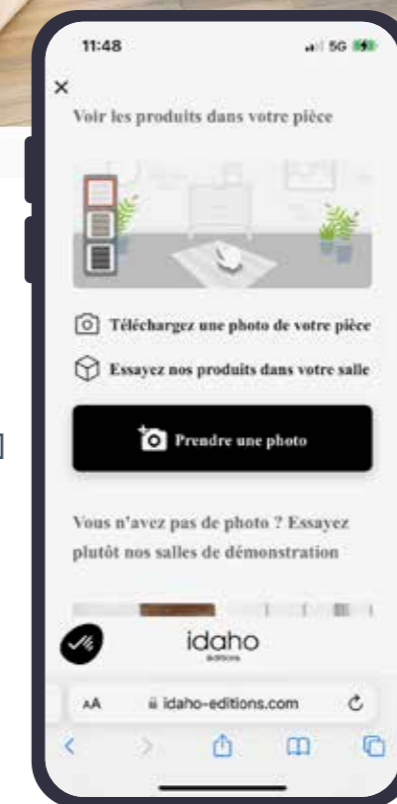 11:48
5G
Voir les produits dans votre pièce
Téléchargez une photo de votre pièce
Essayez nos produits dans votre salle
Prendre une photo
Vous n'avez pas de photo ? Essayez
plutôt nos salles de démonstration
idaho
éditions
AA idaho-editions.com